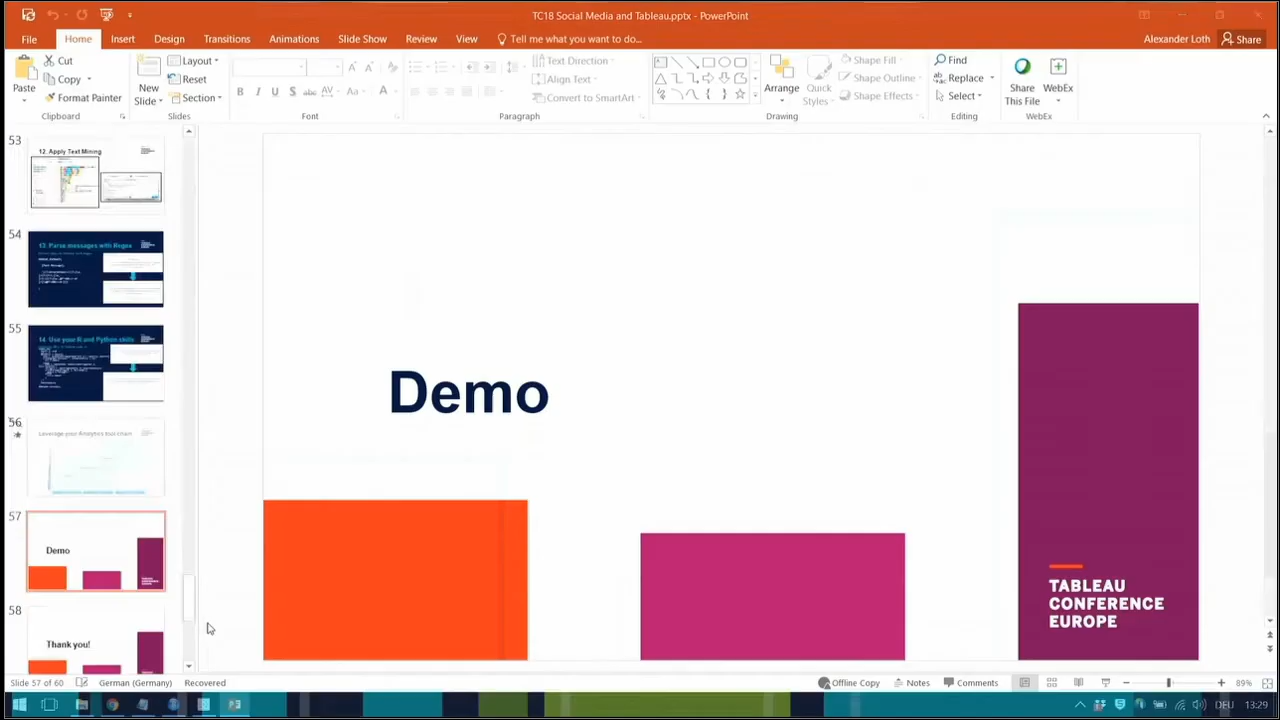 TC18 Social Media and Tableau.pptx - PowerPoint
File Home Insert Design Transitions Animations Slide Show Review View Tell me what you want to do... Alexander Loth Share
Paste Cut
Copy
Format Painter
Clipboard
New Slide Layout
Reset
Section
Slides
B I U S abc AV Aa A
Font
Text Direction
Align Text
Convert to SmartArt
Paragraph
Arrange
Quick Styles
Shape Fill
Shape Outline
Shape Effects
Drawing
Find
Replace
Select
Editing
Share This File
WebEx
WebEx
53
12. Apply Text Mining
54
13. Parse messages with Regex
55
14. Use your R and Python skills
56
Leverage your Analytics tool chain
57
Demo
58
Thank you!
Demo
TABLEAU
CONFERENCE
EUROPE
Slide 57 of 60 German (Germany) Recovered Offline Copy Notes Comments 89%
DEU 13:29